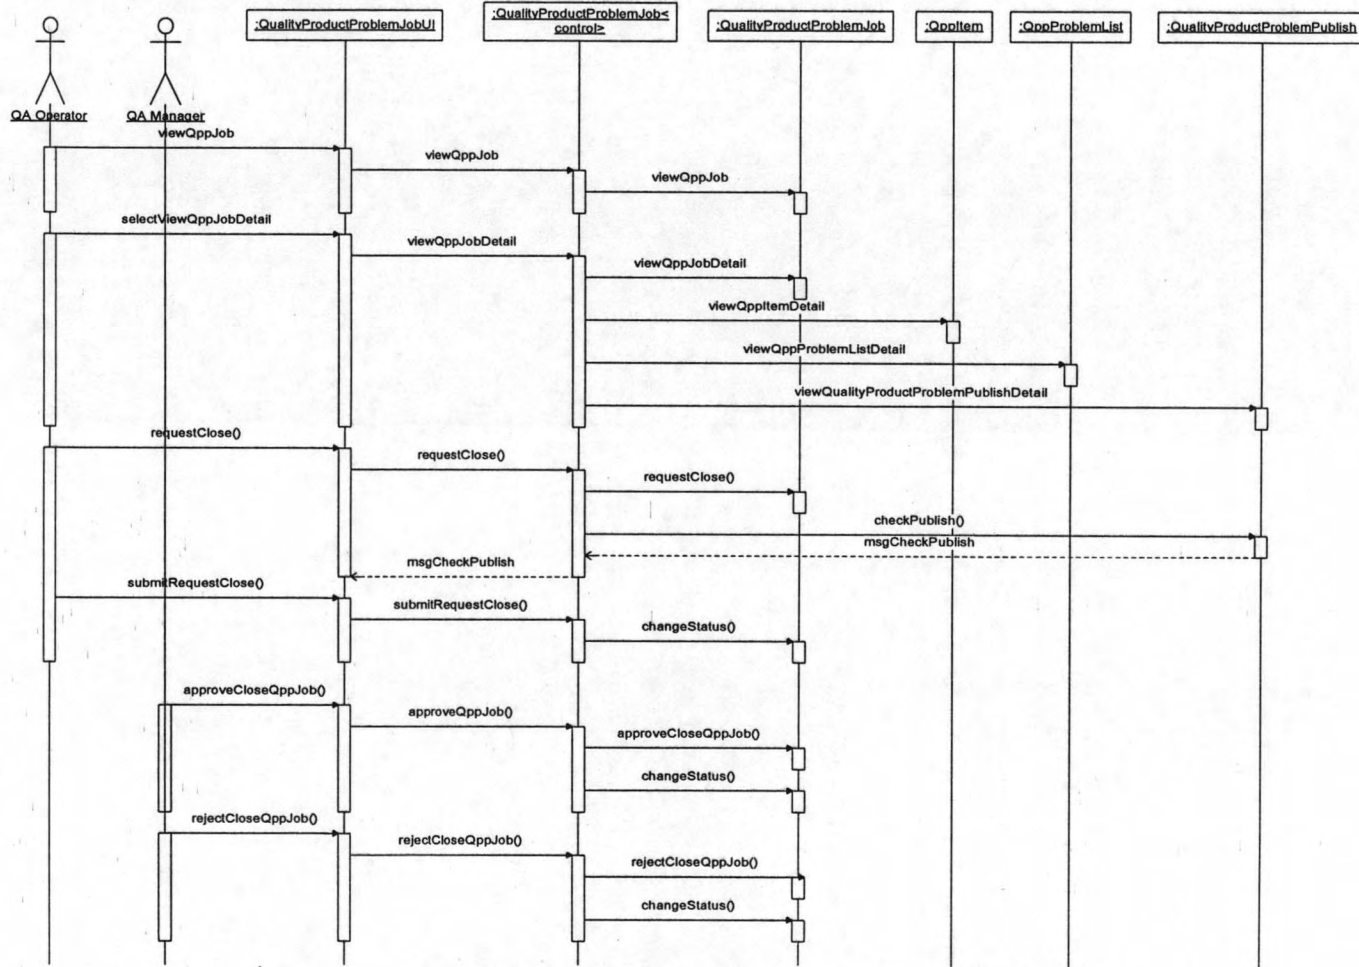 :QualityProductProblemJobUI
:QualityProductProblemJob<
control>
:QualityProductProblemJob
:QppItem
:QppProblemList
:QualityProductProblemPublish
QA Operator
QA Manager
viewQppJob
viewQppJob
viewQppJob
selectViewQppJobDetail
viewQppJobDetail
viewQppJobDetail
viewQppItemDetail
viewQppProblemListDetail
viewQualityProductProblemPublishDetail
requestClose()
requestClose()
requestClose()
checkPublish()
msgCheckPublish
msgCheckPublish
submitRequestClose()
submitRequestClose()
changeStatus()
approveCloseQppJob()
approveQppJob()
approveCloseQppJob()
changeStatus()
rejectCloseQppJob()
rejectCloseQppJob()
rejectCloseQppJob()
changeStatus()